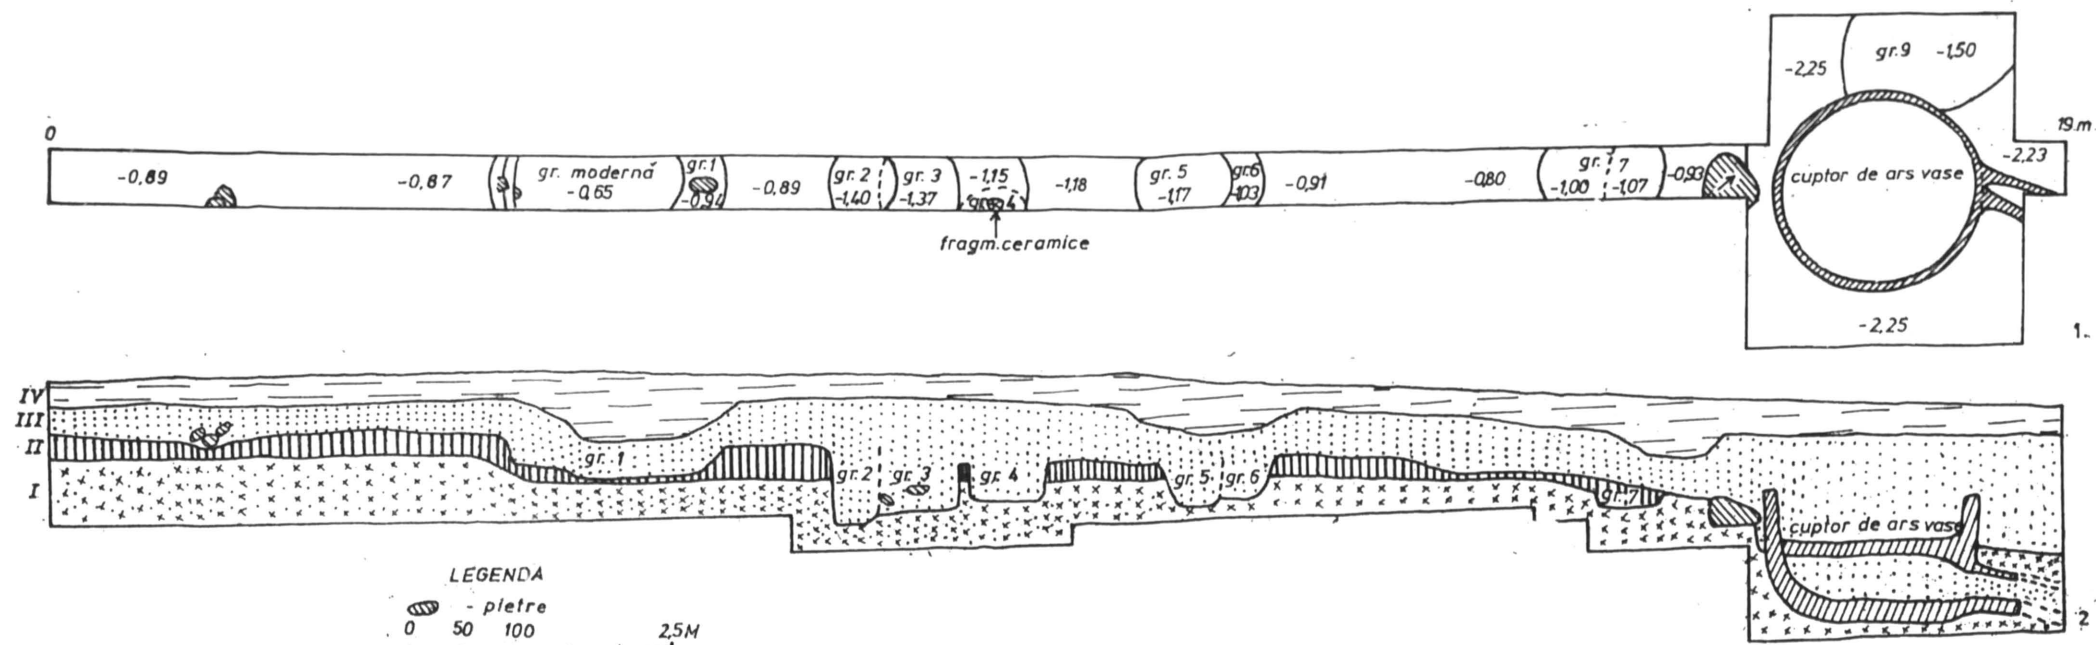 0
19.m
-0,89
-0,87
gr. modernă
-0,65
gr.1
-0,94
-0,89
gr. 2
-1,40
gr. 3
-1,37
-1,15
gr. 4
fragm.ceramice
-1,18
gr. 5
-1,17
gr.6
-1,03
-0,91
-0,80
gr. 7
-1,00
-1,07
-0,93
-2,25
gr.9 -1,50
-2,23
cuptor de ars vase
-2,25
1.
IV
III
II
I
gr. 1
gr.2
gr.3
gr. 4
gr. 5
gr. 6
gr.7
cuptor de ars vase
2
LEGENDA
- pietre
0 50 100 2,5M